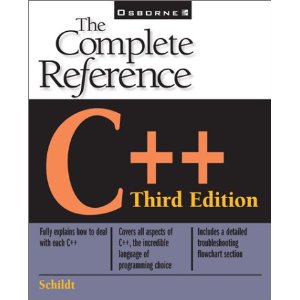 OSBORNE
The
Complete
Reference
C++
Third Edition
Fully explains how to deal
with each C++
Covers all aspects of
C++, the incredible
language of
programming choice
Includes a detailed
troubleshooting
flowchart section
Schildt